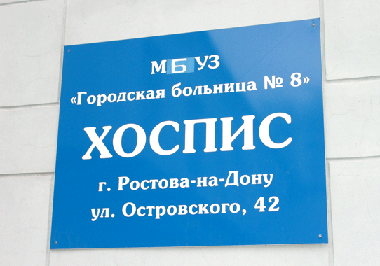 МБУЗ
«Городская больница № 8»
ХОСПИС
г. Ростова-на-Дону
ул. Островского, 42